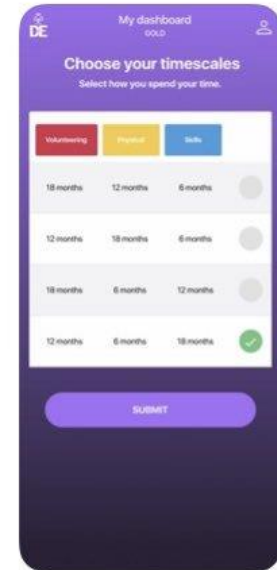 DE
My dashboard
GOLD
Choose your timescales
Select how you spend your time.
Volunteering Physical Skills
18 months 12 months 6 months
12 months 18 months 6 months
18 months 6 months 12 months
12 months 6 months 18 months
SUBMIT